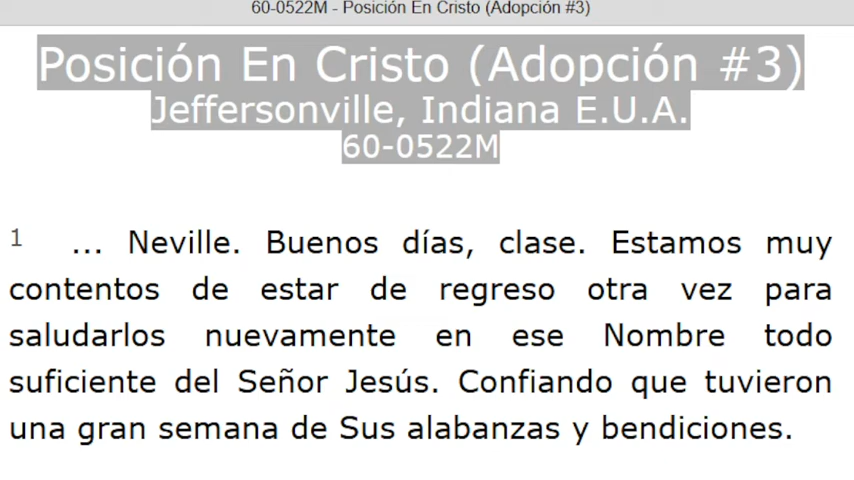 60-0522M - Posición En Cristo (Adopción #3)
Posición En Cristo (Adopción #3)
Jeffersonville, Indiana E.U.A.
60-0522M
1 ... Neville. Buenos días, clase. Estamos muy
contentos de estar de regreso otra vez para
saludarlos nuevamente en ese Nombre todo
suficiente del Señor Jesús. Confiando que tuvieron
una gran semana de Sus alabanzas y bendiciones.